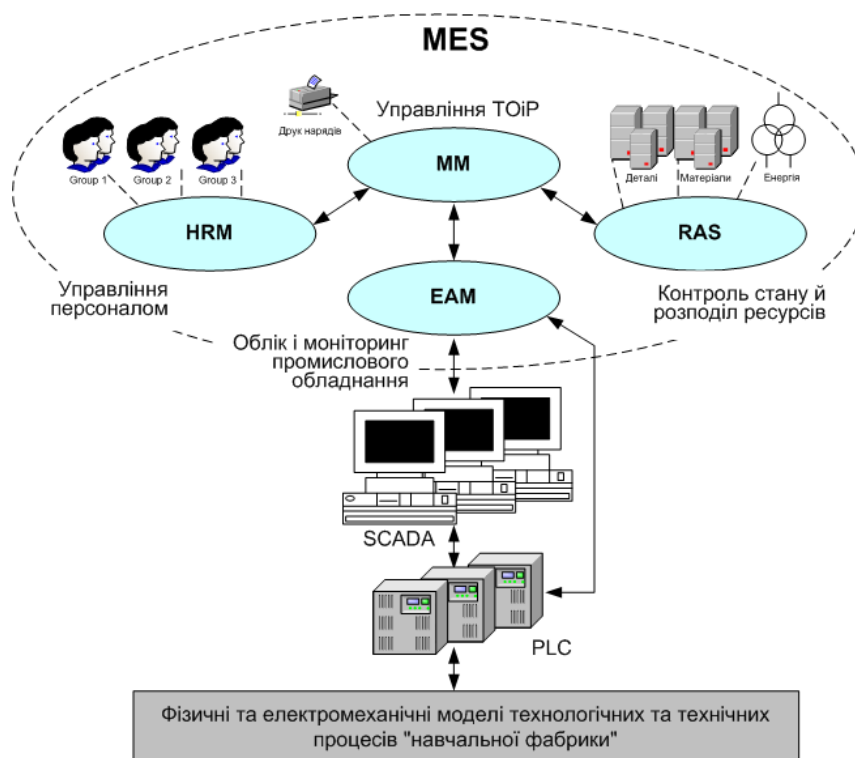 MES
Управління ТОіР
Друк нарядів
MM
Group 1
Group 2
Group 3
Деталі
Матеріали
Енергія
HRM
RAS
EAM
Управління
персоналом
Контроль стану й
розподіл ресурсів
Облік і моніторинг
промислового
обладнання
SCADA
PLC
Фізичні та електромеханічні моделі технологічних та технічних
процесів "навчальної фабрики"